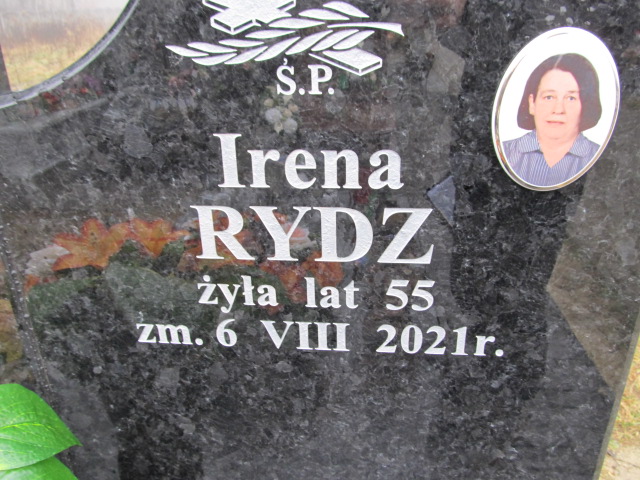 Ś.P.
Irena
RYDZ
żyła lat 55
zm. 6 VIII 2021r.